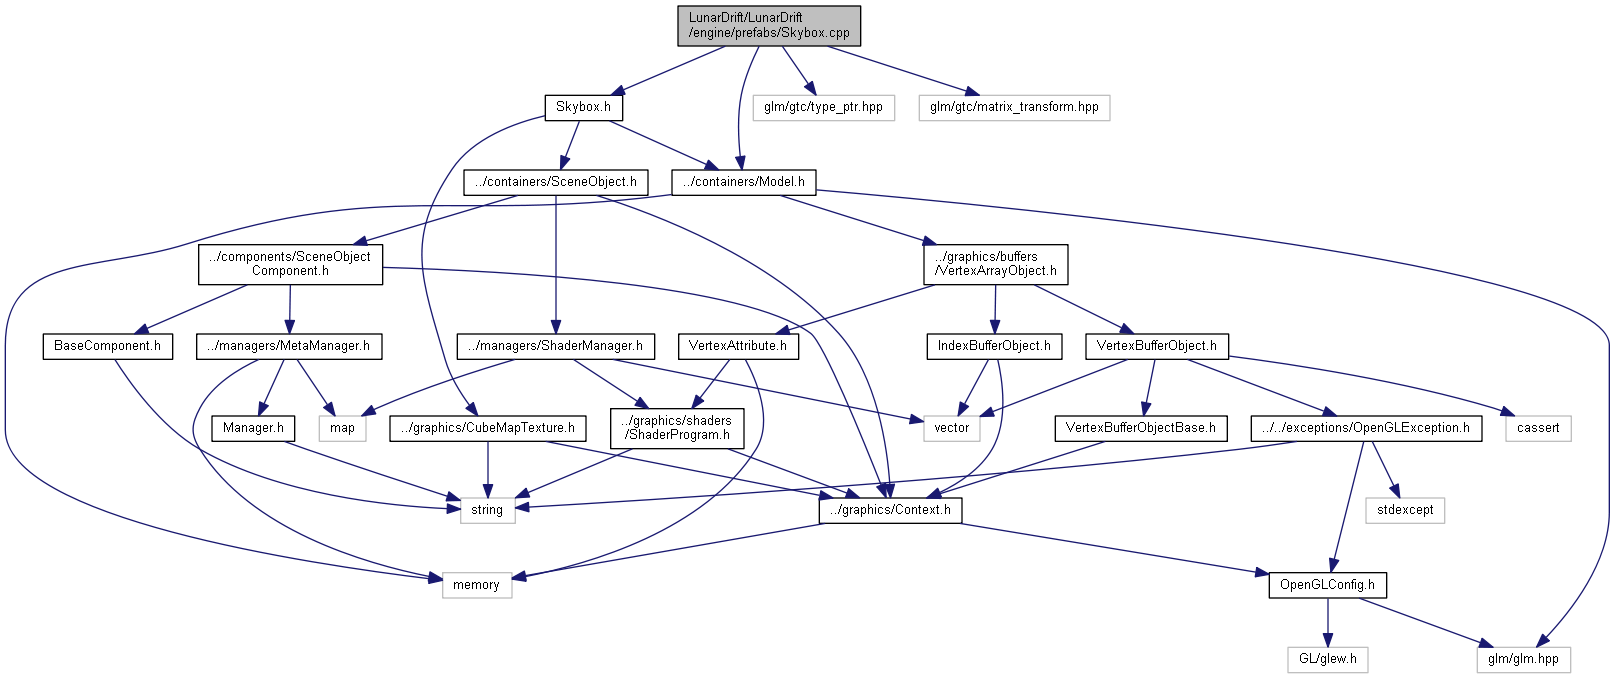 LunarDrift/LunarDrift
/engine/prefabs/Skybox.cpp
Skybox.h
glm/gtc/type_ptr.hpp
glm/gtc/matrix_transform.hpp
../containers/SceneObject.h
../containers/Model.h
../components/SceneObject
Component.h
../graphics/buffers
/VertexArrayObject.h
BaseComponent.h
../managers/MetaManager.h
../managers/ShaderManager.h
VertexAttribute.h
IndexBufferObject.h
VertexBufferObject.h
Manager.h
map
../graphics/CubeMapTexture.h
../graphics/shaders
/ShaderProgram.h
vector
VertexBufferObjectBase.h
../../exceptions/OpenGLException.h
cassert
string
../graphics/Context.h
stdexcept
memory
OpenGLConfig.h
GL/glew.h
glm/glm.hpp